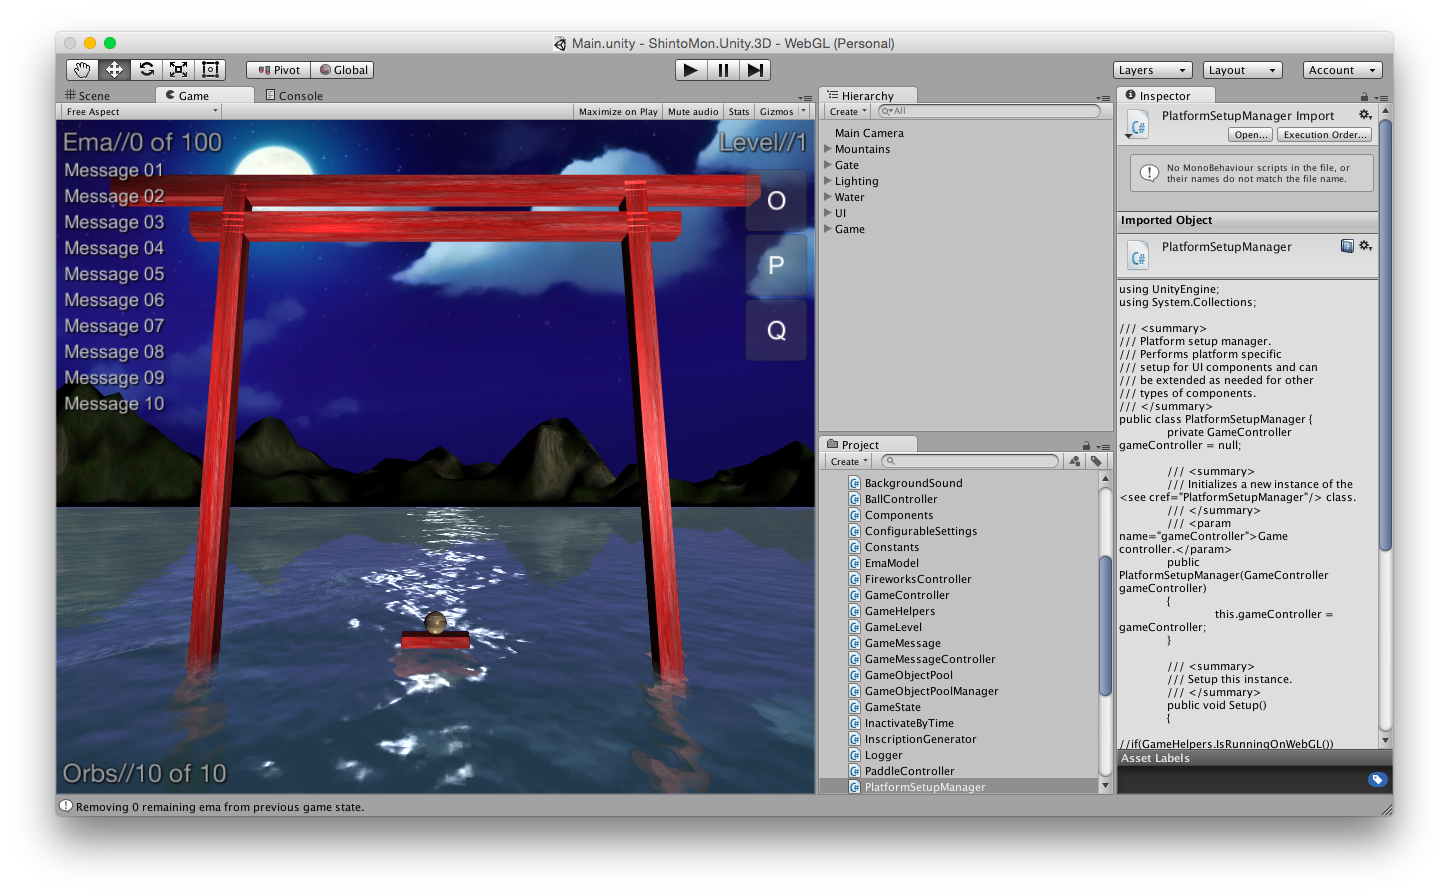 Main.unity - ShintoMon.Unity.3D - WebGL (Personal)
Pivot Global
Layers Layout Account
Scene Game Console
Free Aspect Maximize on Play Mute audio Stats Gizmos
Ema//0 of 100
Level//1
Message 01
Message 02
Message 03
Message 04
Message 05
Message 06
Message 07
Message 08
Message 09
Message 10
O
P
Q
Orbs//10 of 10
Removing 0 remaining ema from previous game state.
Hierarchy
Create All
Main Camera
Mountains
Gate
Lighting
Water
UI
Game
Project
Create
BackgroundSound
BallController
Components
ConfigurableSettings
Constants
EmaModel
FireworksController
GameController
GameHelpers
GameLevel
GameMessage
GameMessageController
GameObjectPool
GameObjectPoolManager
GameState
InactivateByTime
InscriptionGenerator
Logger
PaddleController
PlatformSetupManager
Inspector
C#
PlatformSetupManager Import
Open... Execution Order...
No MonoBehaviour scripts in the file, or
their names do not match the file name.
Imported Object
C#
PlatformSetupManager
using UnityEngine;
using System.Collections;
/// <summary>
/// Platform setup manager.
/// Performs platform specific
/// setup for UI components and can
/// be extended as needed for other
/// types of components.
/// </summary>
public class PlatformSetupManager {
private GameController
gameController = null;
/// <summary>
/// Initializes a new instance of the
<see cref="PlatformSetupManager"/> class.
/// </summary>
/// <param
name="gameController">Game
controller.</param>
public
PlatformSetupManager(GameController
gameController)
{
this.gameController =
gameController;
}
/// <summary>
/// Setup this instance.
/// </summary>
public void Setup()
{
//if(GameHelpers.IsRunningOnWebGL())
Asset Labels